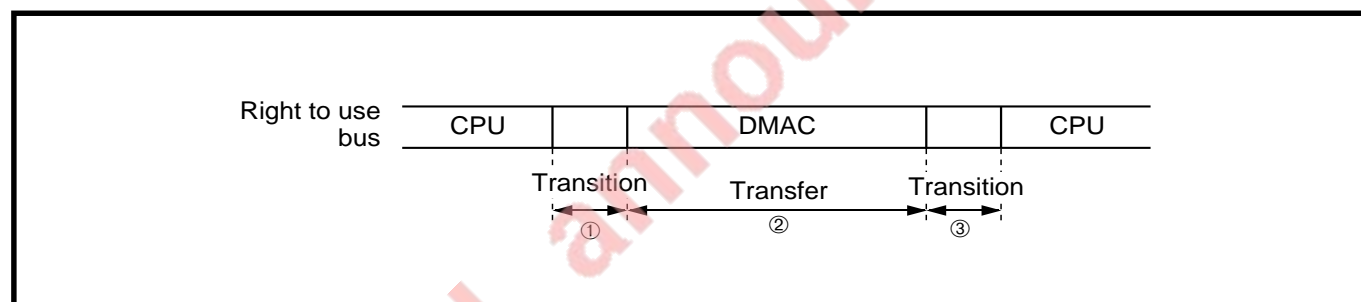 Right to use
bus
CPU
DMAC
CPU
Transition
Transfer
Transition
①
②
③